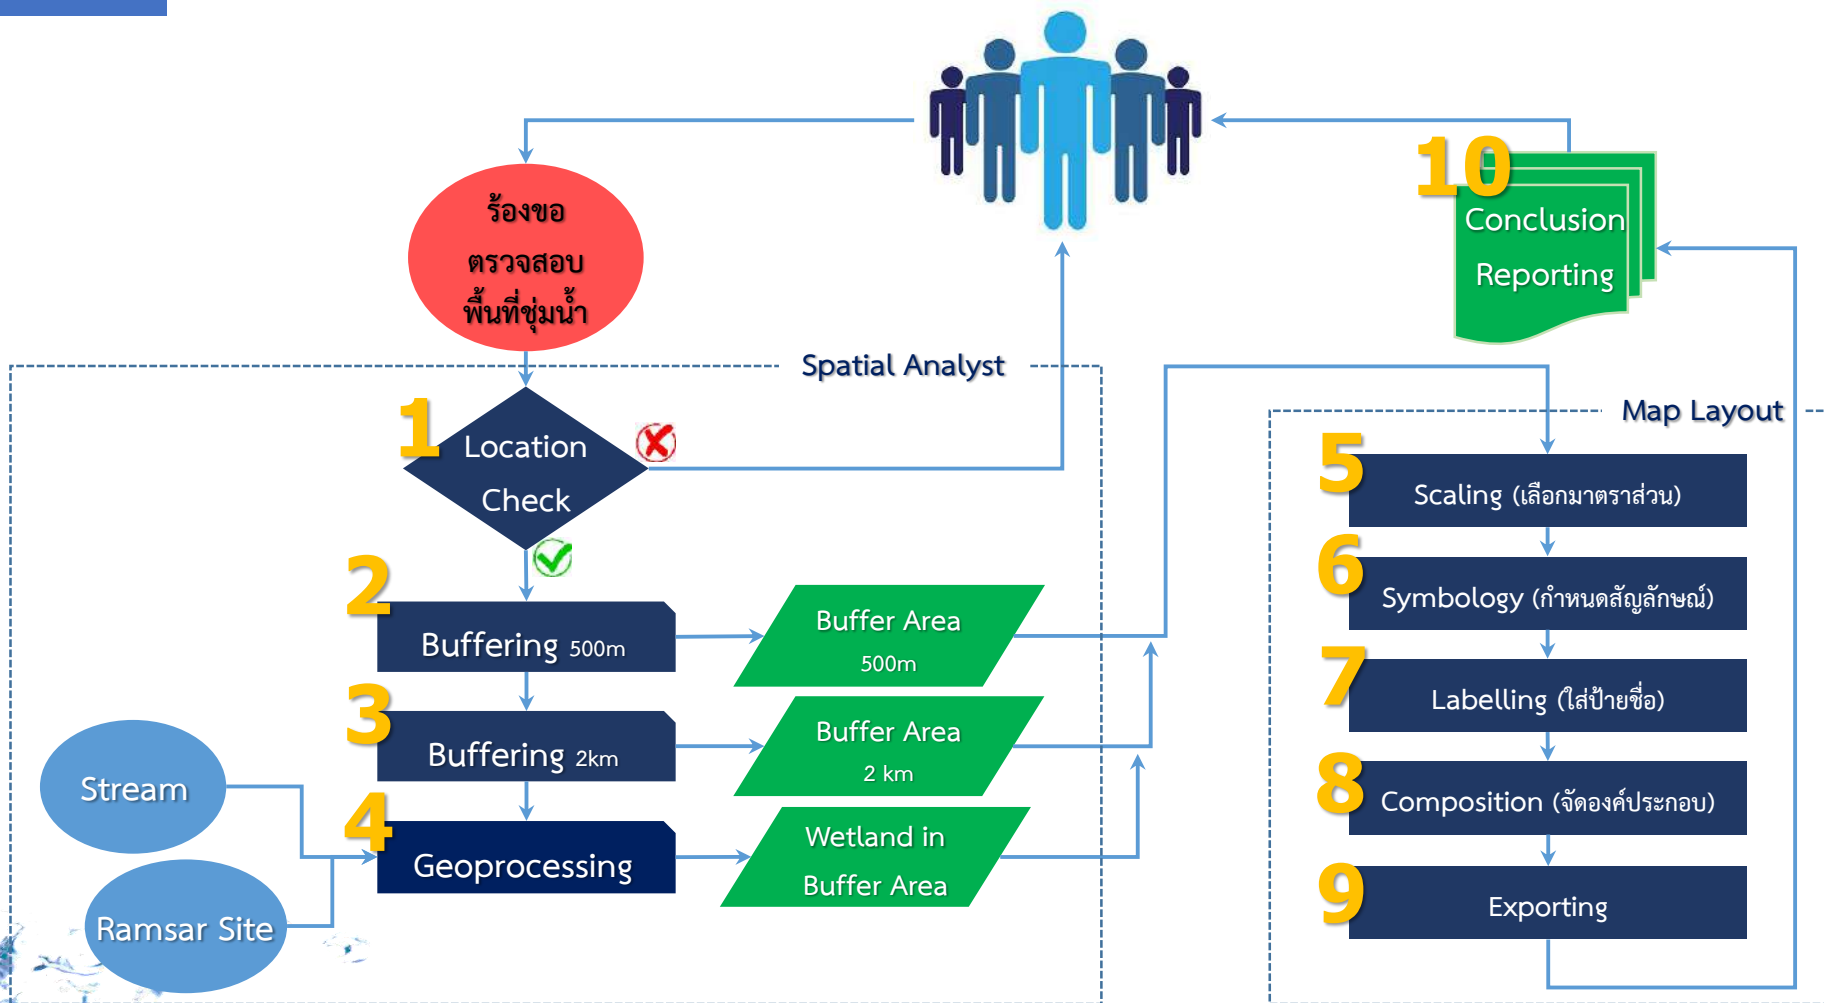 ร้องขอ
ตรวจสอบ
พื้นที่ชุ่มน้ำ
Spatial Analyst
1
Location
Check
2
Buffering 500m
Buffer Area
500m
3
Buffering 2km
Buffer Area
2 km
Stream
Ramsar Site
4
Geoprocessing
Wetland in
Buffer Area
Map Layout
5
Scaling (เลือกมาตราส่วน)
6
Symbology (กำหนดสัญลักษณ์)
7
Labelling (ใส่ป้ายชื่อ)
8
Composition (จัดองค์ประกอบ)
9
Exporting
10
Conclusion
Reporting